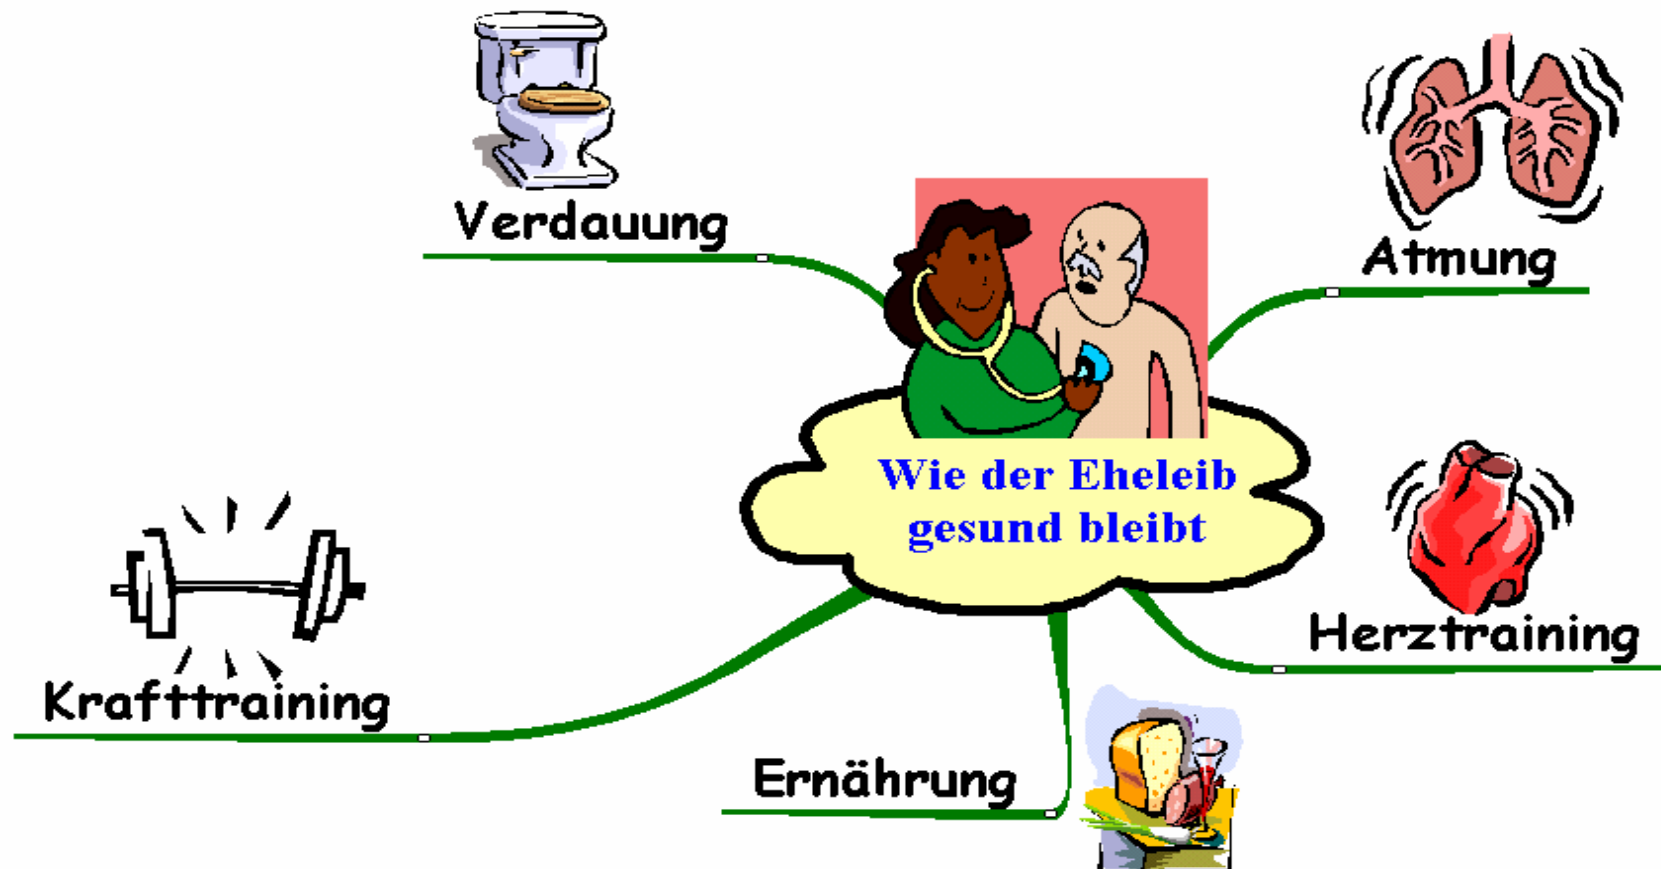 Verdauung
Atmung
Wie der Eheleib
gesund bleibt
Herztraining
Krafttraining
Ernährung